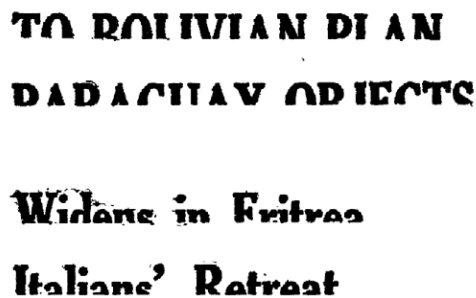 TO BOLIVIAN PLAN
PARAGUAY OBJECTS
Widens in Eritrea
Italians' Retreat